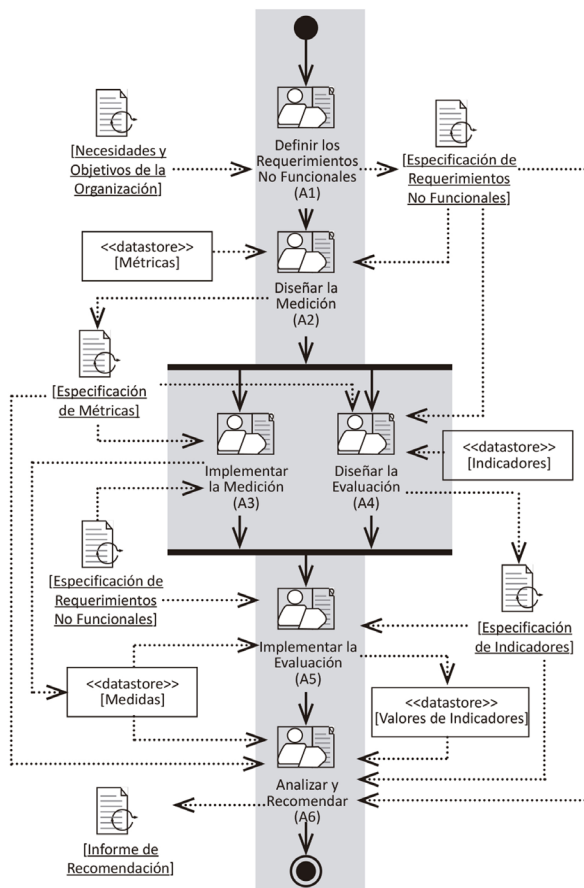 [Necesidades y
Objetivos de la
Organización]
Definir los
Requerimientos
No Funcionales
(A1)
[Especificación de
Requerimientos
No Funcionales]
<<datastore>>
[Métricas]
Diseñar la
Medición
(A2)
[Especificación
de Métricas]
Implementar
la Medición
(A3)
Diseñar la
Evaluación
(A4)
<<datastore>>
[Indicadores]
[Especificación de
Requerimientos
No Funcionales]
Implementar la
Evaluación
(A5)
[Especificación
de Indicadores]
<<datastore>>
[Medidas]
<<datastore>>
[Valores de Indicadores]
Analizar y
Recomendar
(A6)
[Informe de
Recomendación]